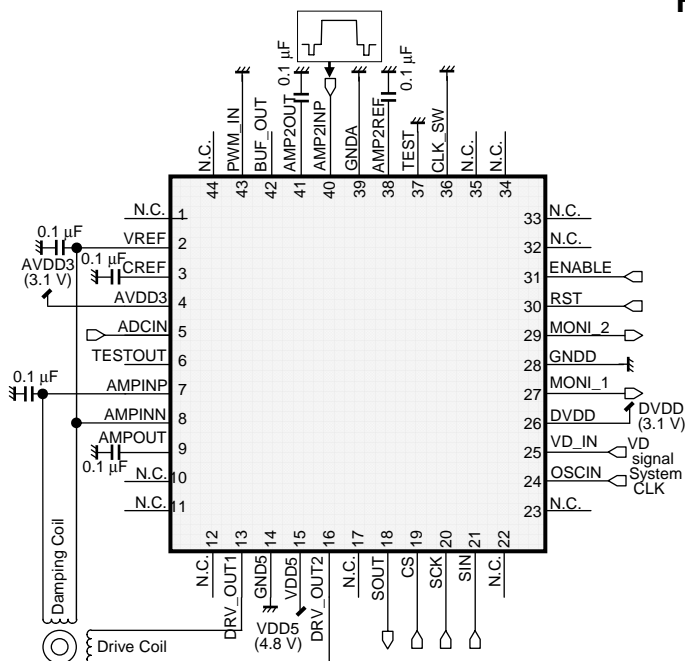 0.1 μF
0.1 μF
N.C.
PWM_IN
BUF_OUT
AMP2OUT
AMP2INP
GNDA
AMP2REF
TEST
CLK_SW
N.C.
N.C.
44
43
42
41
40
39
38
37
36
35
34
N.C. 1
0.1 μF
VREF 2
0.1 μF
CREF 3
AVDD3
(3.1 V)
AVDD3 4
ADCIN 5
TESTOUT 6
0.1 μF
AMPINP 7
AMPINN 8
AMPOUT 9
0.1 μF
N.C. 10
N.C. 11
33 N.C.
32 N.C.
31 ENABLE
30 RST
29 MONI_2
28 GNDD
27 MONI_1
26 DVDD
DVDD
(3.1 V)
25 VD_IN
VD
signal
24 OSCIN
System
CLK
23 N.C.
12
13
14
15
16
17
18
19
20
21
22
N.C.
DRV_OUT1
GND5
VDD5
DRV_OUT2
N.C.
SOUT
CS
SCK
SIN
N.C.
VDD5
(4.8 V)
Damping Coil
Drive Coil